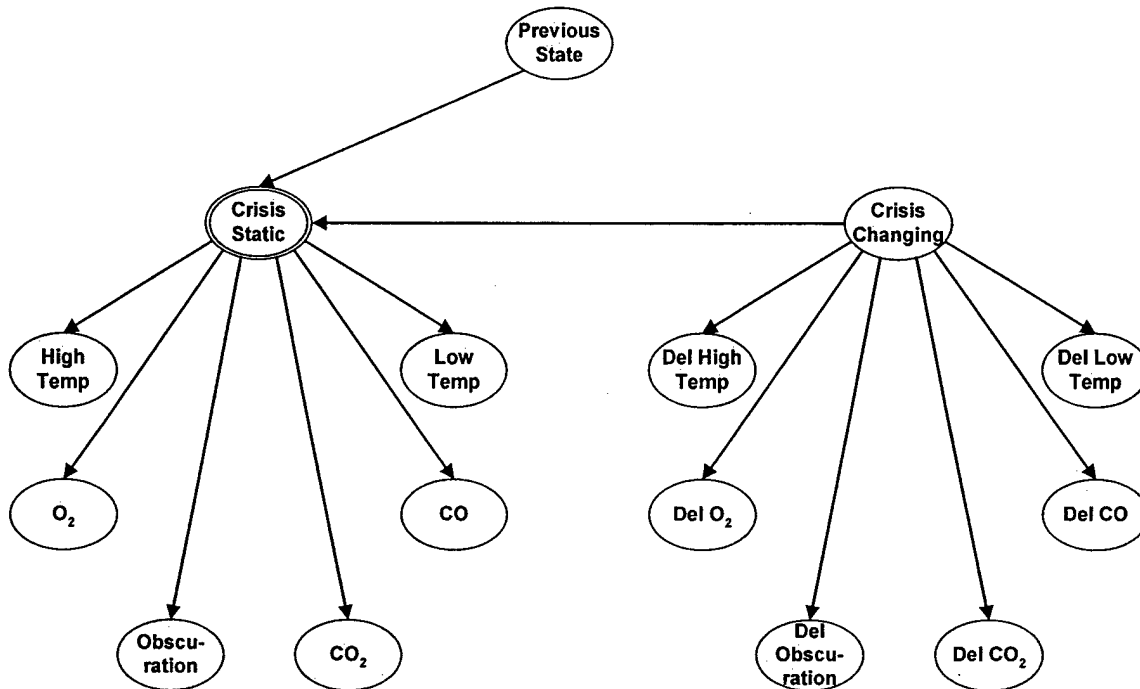 Previous
State
Crisis
Static
Crisis
Changing
High
Temp
Low
Temp
Del High
Temp
Del Low
Temp
O₂
CO
Del O₂
Del CO
Obscu-
ration
CO₂
Del
Obscu-
ration
Del CO₂